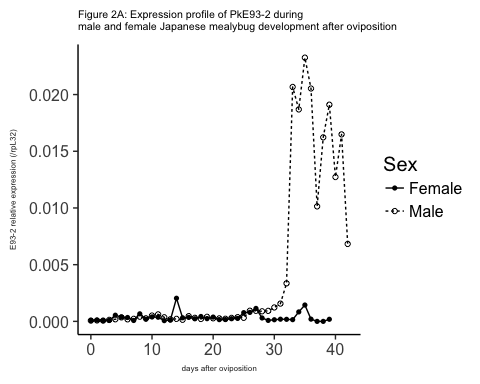 Figure 2A: Expression profile of PkE93-2 during
male and female Japanese mealybug development after oviposition
E93-2 relative expression (/rpL32)
0.020
0.015
0.010
0.005
0.000
0
10
20
30
40
days after oviposition
Sex
Female
Male